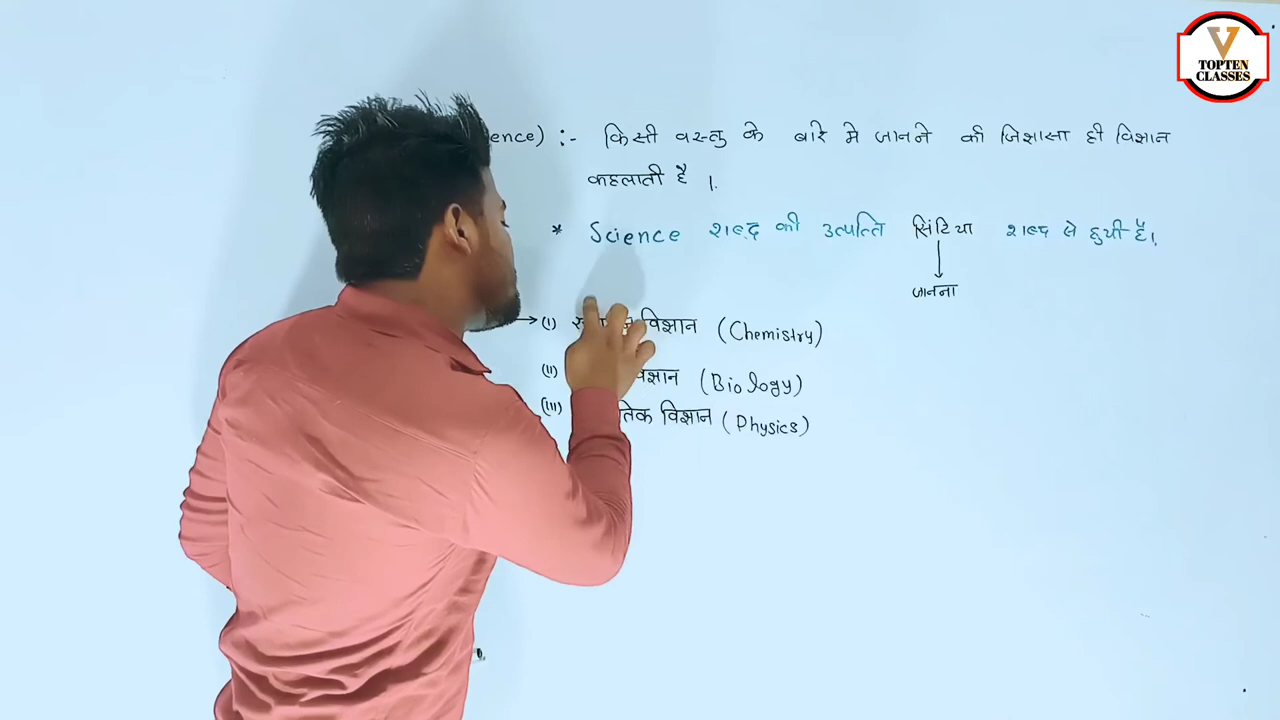 ence) :- किसी वस्तु के बारे मे जानने की जिज्ञासा ही विज्ञान
कहलाती है ।
* Science शब्द की उत्पत्ति सिंटिया शब्द से हुयी है।
जानना
(I) विज्ञान (Chemistry)
(II) विज्ञान (Biology)
(III) तिक विज्ञान (Physics)
V
TOPTEN
CLASSES